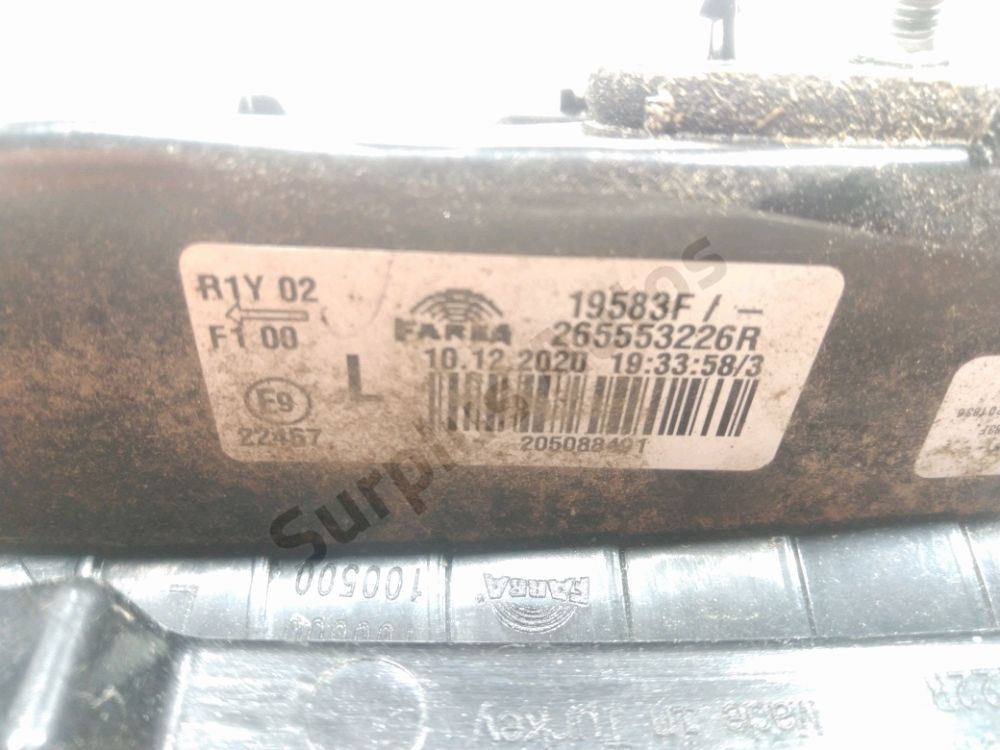 R1Y 02
F1 00
FARBA
19583F / -
265553226R
10.12.2020 19:33:58/3
L
E9
22457
205088491
100500
FARBA
Made in Turkey